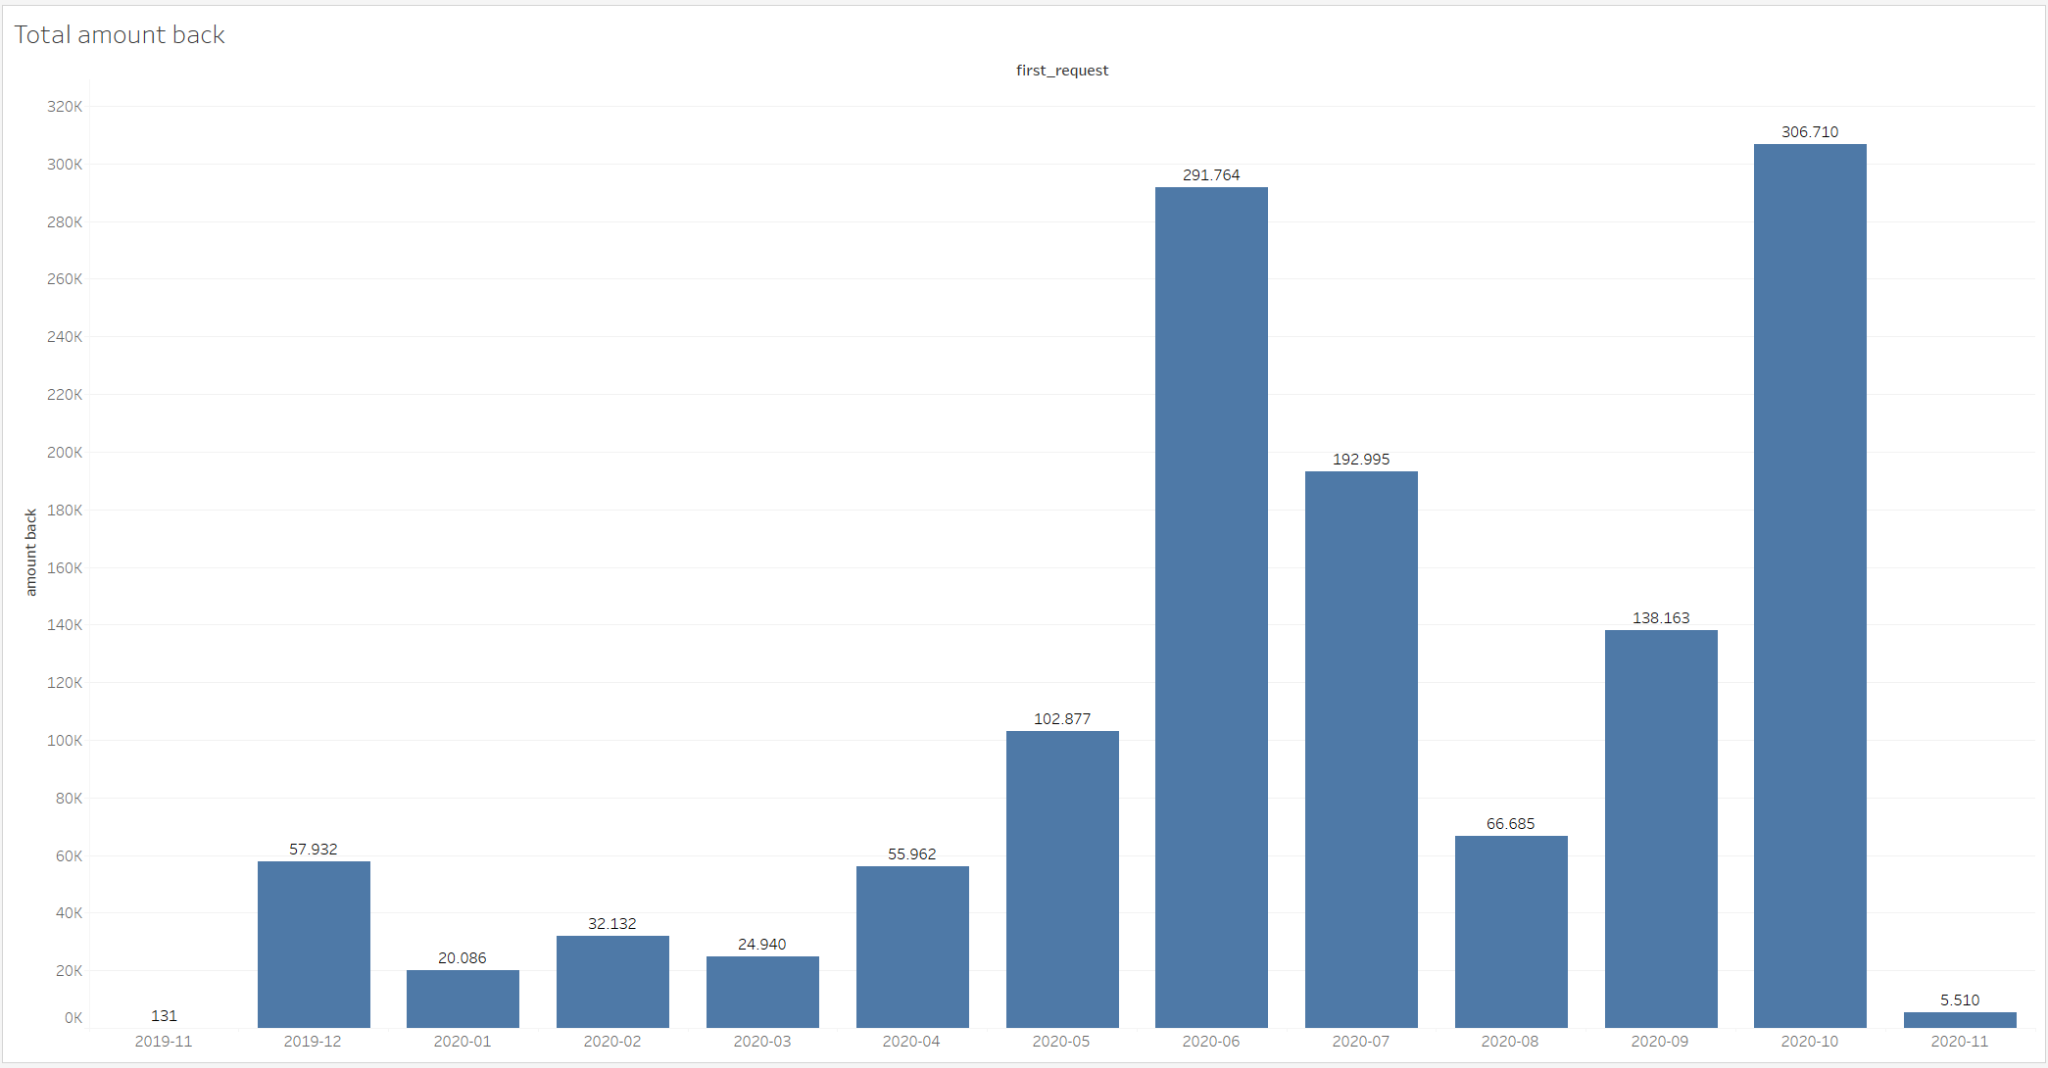 Total amount back
first_request
320K
300K
280K
260K
240K
220K
200K
180K
160K
140K
120K
100K
80K
60K
40K
20K
0K
amount back
131
57.932
20.086
32.132
24.940
55.962
102.877
291.764
192.995
66.685
138.163
306.710
5.510
2019-11
2019-12
2020-01
2020-02
2020-03
2020-04
2020-05
2020-06
2020-07
2020-08
2020-09
2020-10
2020-11